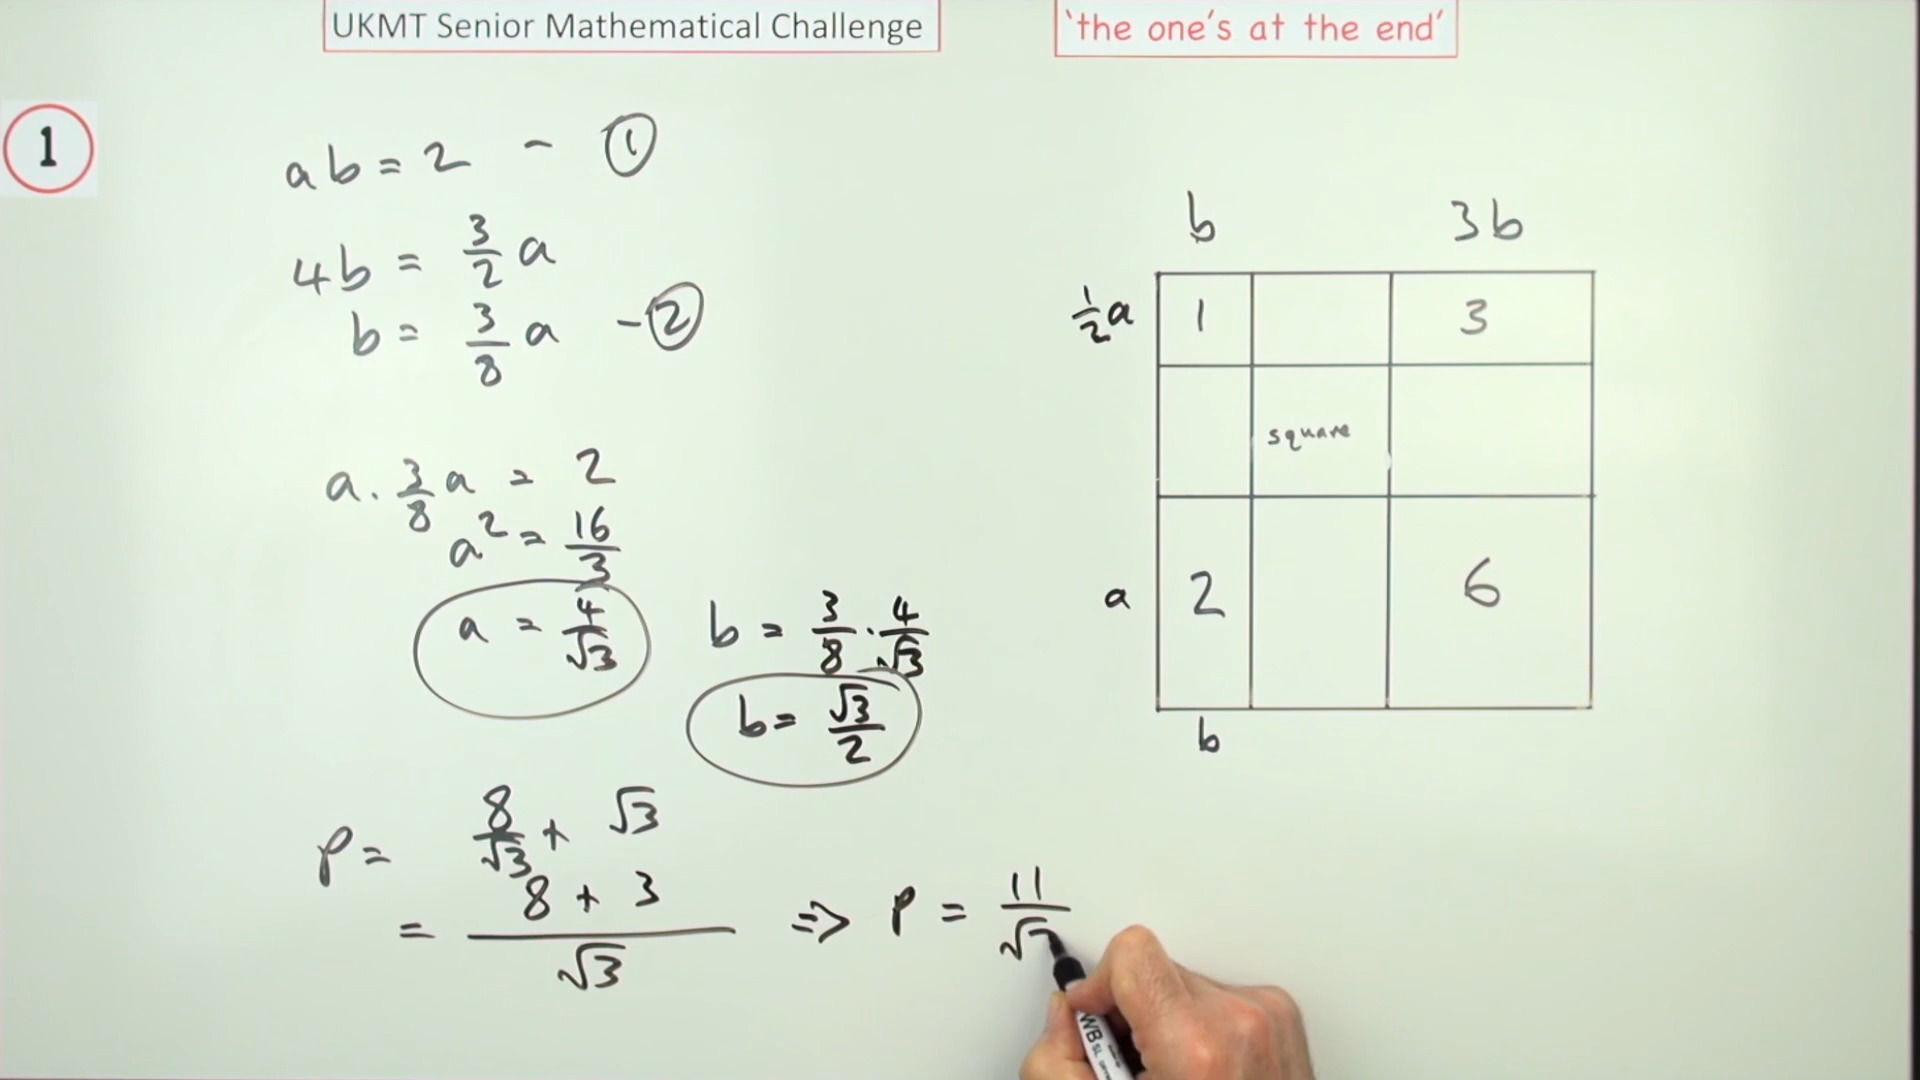 UKMT Senior Mathematical Challenge
'the one's at the end'
1
ab = 2 - ①
4b = 3/2 a
b = 3/8 a - ②
a . 3/8 a = 2
a² = 16/3
a = 4/√3
b = 3/8 . 4/√3
b = √3/2
P = 8/√3 + √3
= (8 + 3)/√3 => P = 11/√
b 3b
½a 1 3
square
a 2 6
b
WB